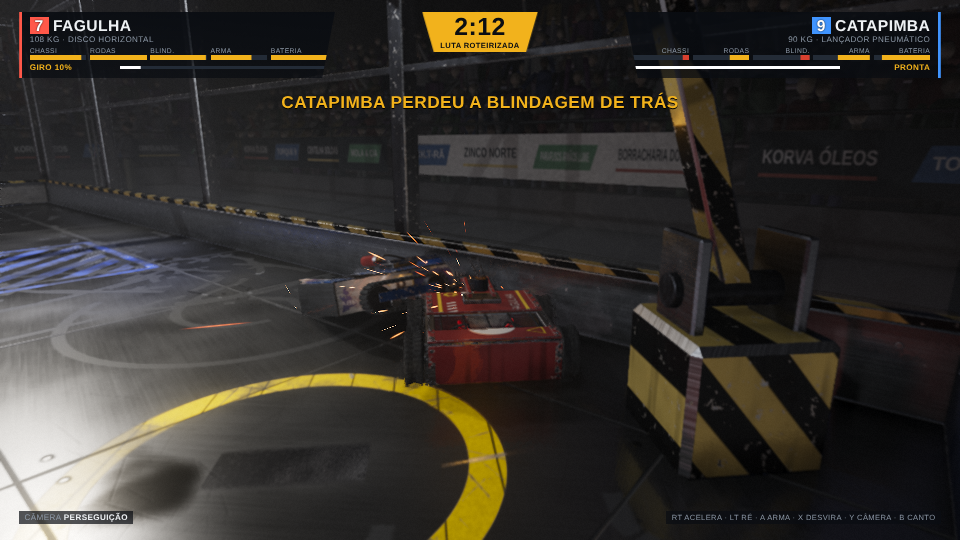 7 FAGULHA
108 KG · DISCO HORIZONTAL
CHASSI RODAS BLIND. ARMA BATERIA
GIRO 10%
2:12
LUTA ROTEIRIZADA
9 CATAPIMBA
90 KG · LANÇADOR PNEUMÁTICO
CHASSI RODAS BLIND. ARMA BATERIA
PRONTA
CATAPIMBA PERDEU A BLINDAGEM DE TRÁS
ZINCO NORTE
BORRACHARIA DO
KORVA ÓLEOS
CÂMERA PERSEGUIÇÃO
RT ACELERA · LT RÉ · A ARMA · X DESVIRA · Y CÂMERA · B CANTO